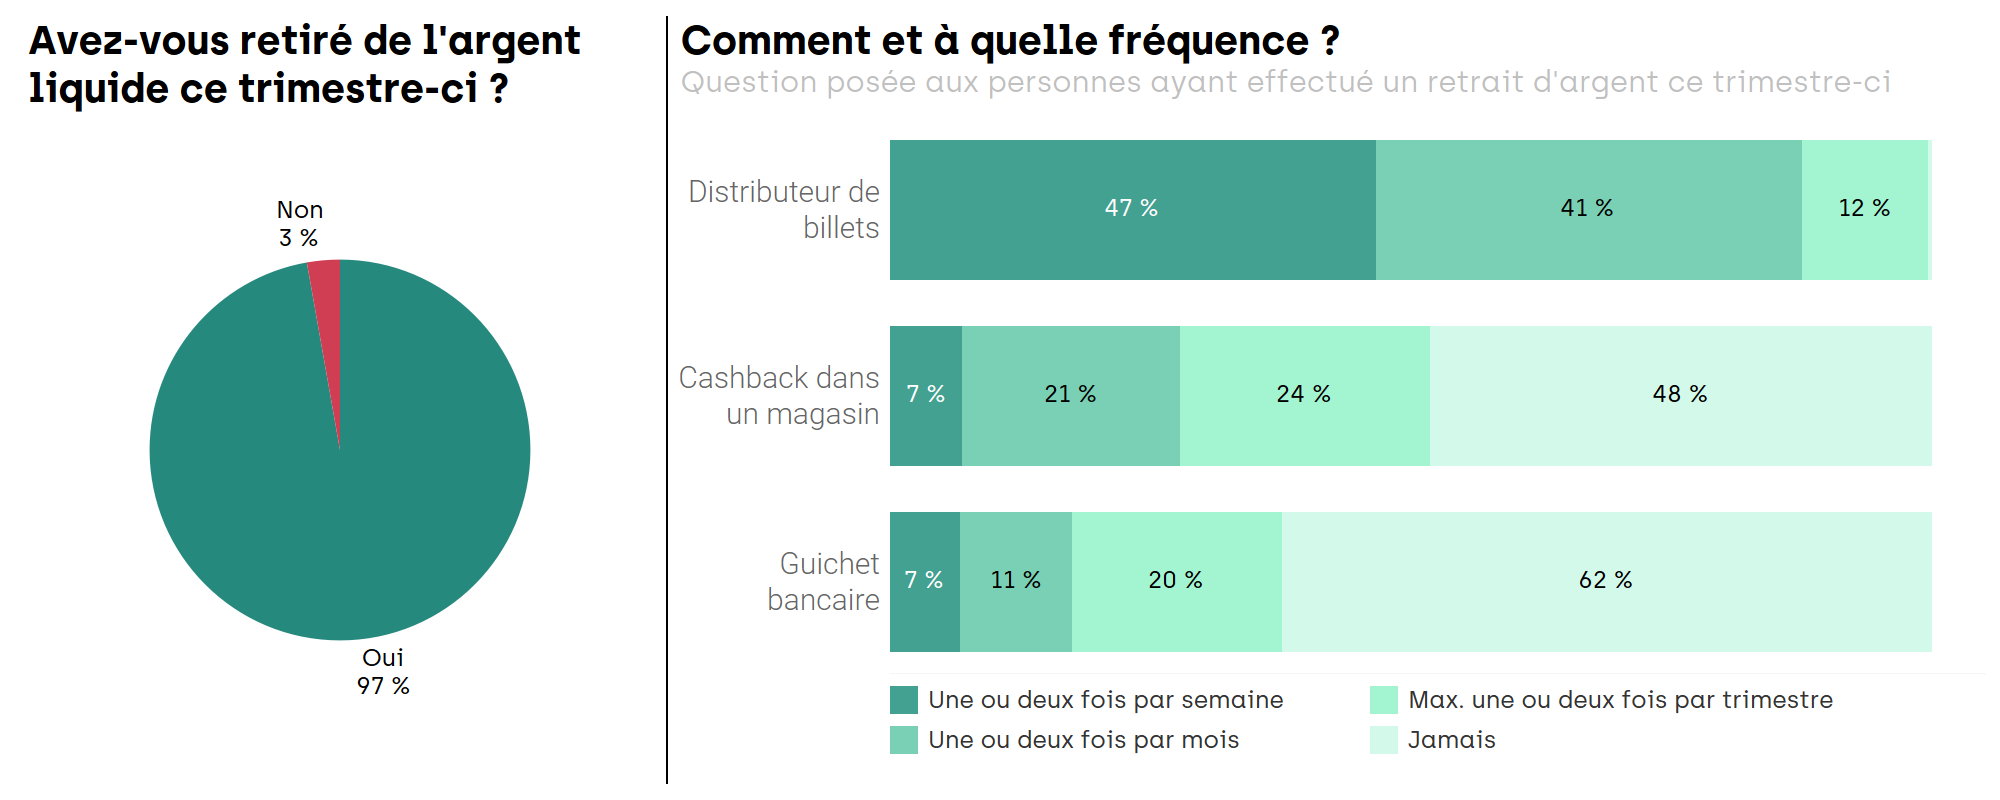 Avez-vous retiré de l'argent
liquide ce trimestre-ci ?
Non
3 %
Oui
97 %
Comment et à quelle fréquence ?
Question posée aux personnes ayant effectué un retrait d'argent ce trimestre-ci
Distributeur de
billets
47 %
41 %
12 %
Cashback dans
un magasin
7 %
21 %
24 %
48 %
Guichet
bancaire
7 %
11 %
20 %
62 %
Une ou deux fois par semaine
Max. une ou deux fois par trimestre
Une ou deux fois par mois
Jamais